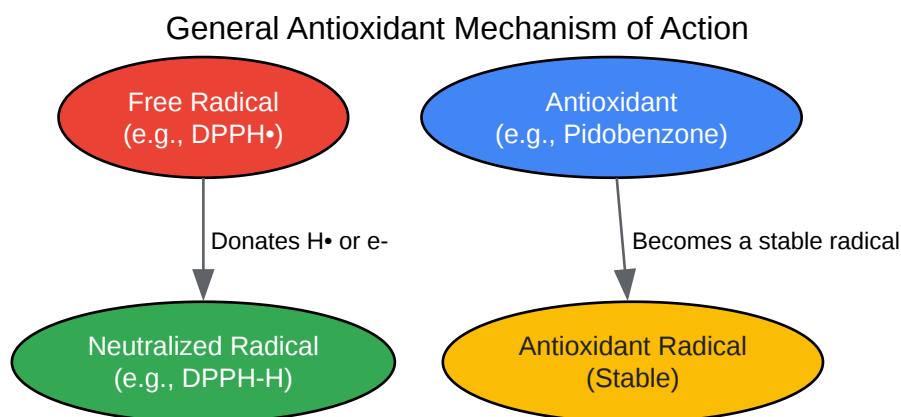 General Antioxidant Mechanism of Action
Free Radical
(e.g., DPPH•)
Antioxidant
(e.g., Pidobenzone)
Donates H• or e-
Becomes a stable radical
Neutralized Radical
(e.g., DPPH-H)
Antioxidant Radical
(Stable)